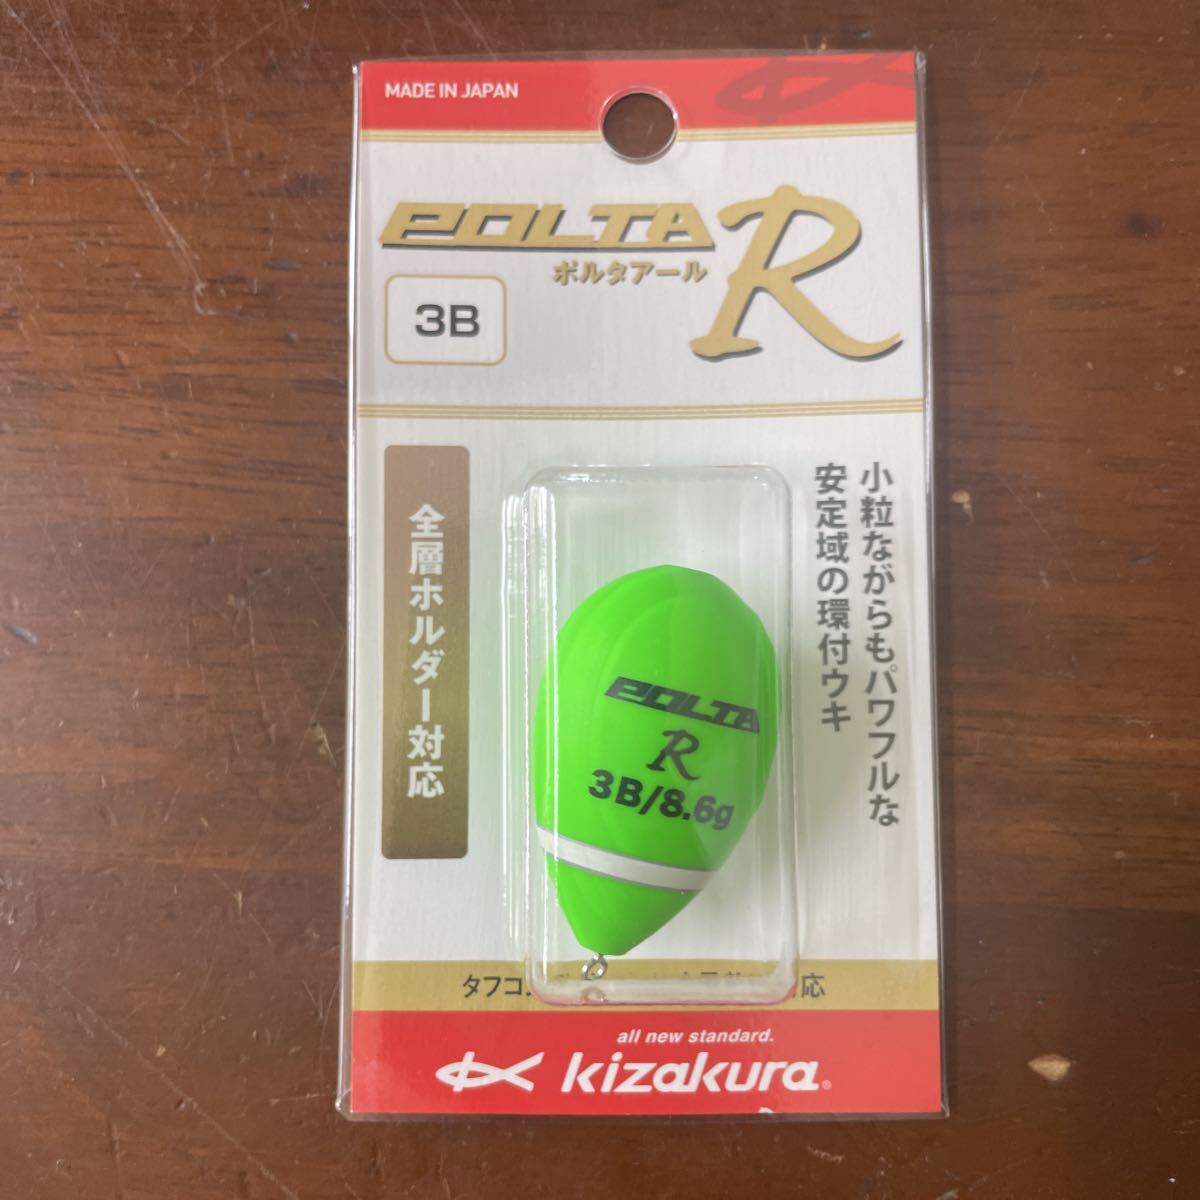 MADE IN JAPAN
POLTA R
ポルタアール
3B
全層ホルダー対応
小粒ながらもパワフルな
安定域の環付ウキ
POLTA
R
3B/8.6g
タフコ
応
all new standard.
kizakura®